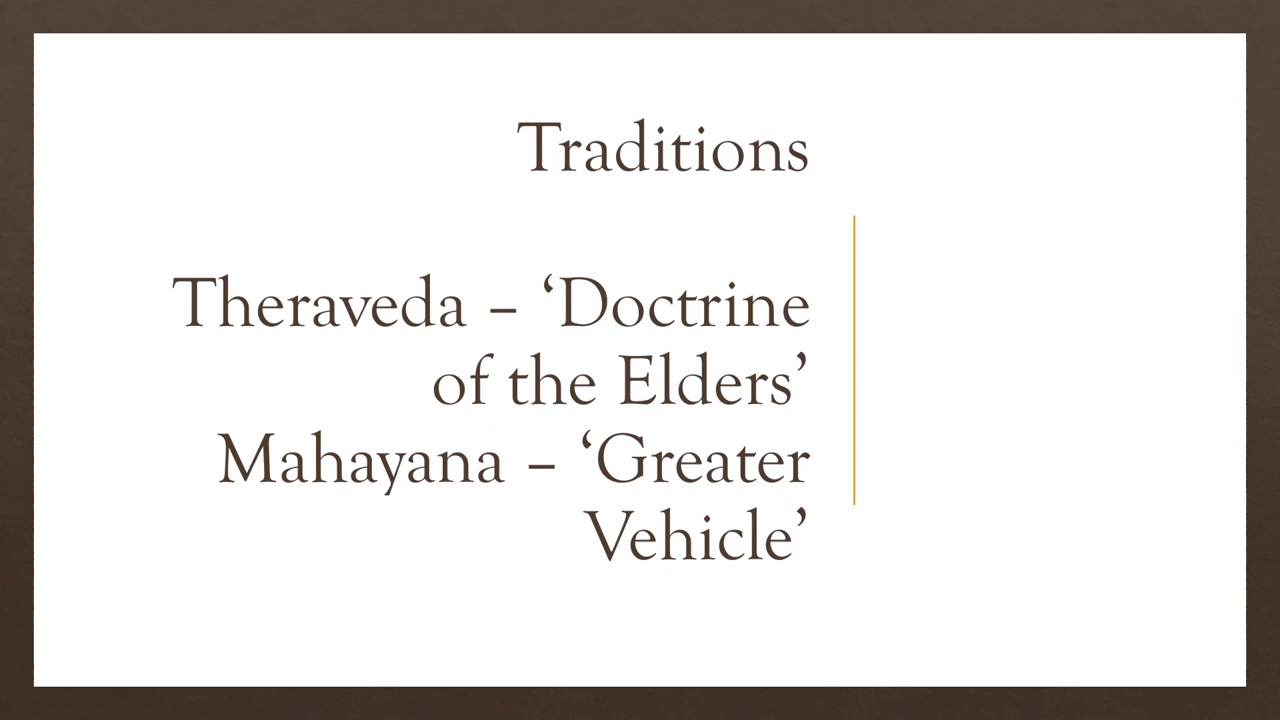 Traditions
Theraveda – ‘Doctrine
of the Elders’
Mahayana – ‘Greater
Vehicle’